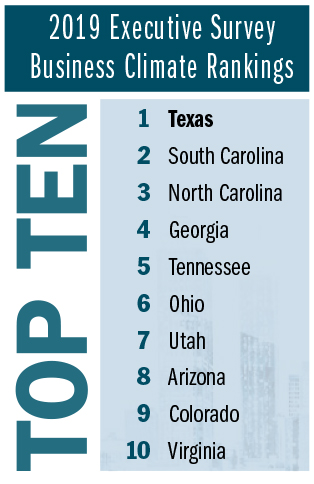 2019 Executive Survey
Business Climate Rankings
TOP TEN
1 Texas
2 South Carolina
3 North Carolina
4 Georgia
5 Tennessee
6 Ohio
7 Utah
8 Arizona
9 Colorado
10 Virginia